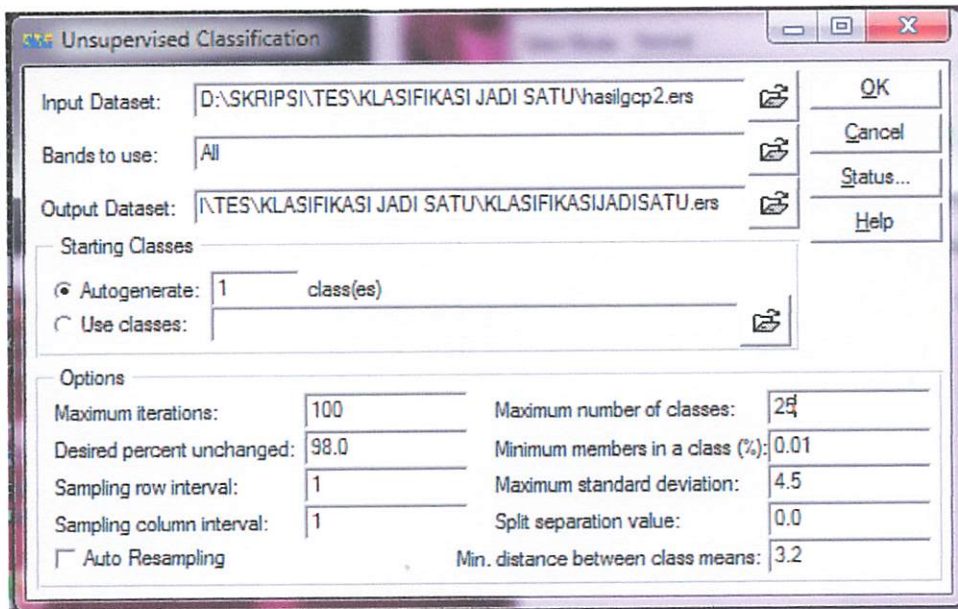 Unsupervised Classification
Input Dataset: D:\SKRIPSI\TES\KLASIFIKASI JADI SATU\hasilgcp2.ers
OK
Bands to use: All
Cancel
Output Dataset: I\TES\KLASIFIKASI JADI SATU\KLASIFIKASIJADISATU.ers
Status...
Help
Starting Classes
Autogenerate: 1 class(es)
Use classes:
Options
Maximum iterations: 100 Maximum number of classes: 25
Desired percent unchanged: 98.0 Minimum members in a class (%): 0.01
Sampling row interval: 1 Maximum standard deviation: 4.5
Sampling column interval: 1 Split separation value: 0.0
Auto Resampling Min. distance between class means: 3.2